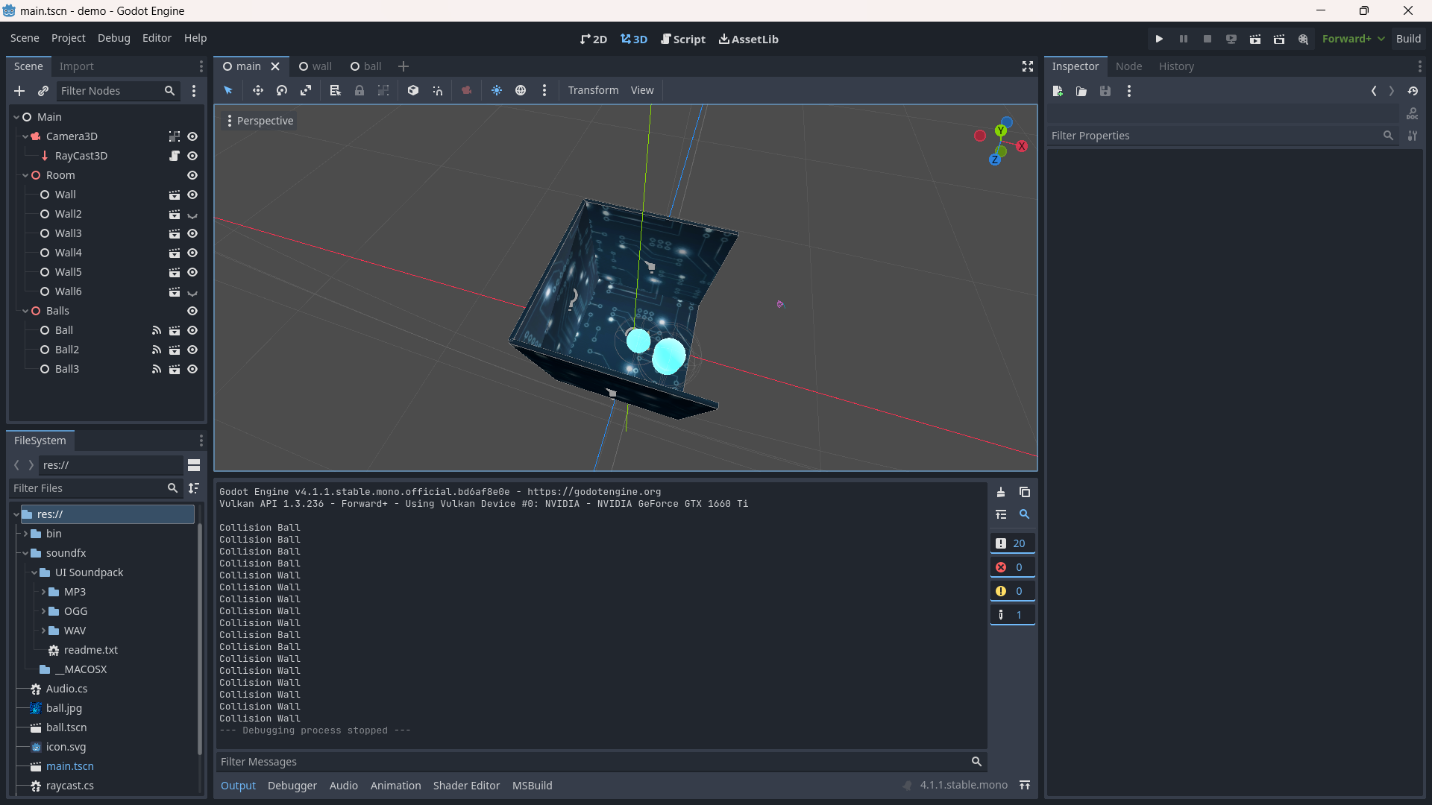 main.tscn - demo - Godot Engine
Scene Project Debug Editor Help
2D 3D Script AssetLib
Forward+ Build
Scene Import
Filter Nodes
Main
Camera3D
RayCast3D
Room
Wall
Wall2
Wall3
Wall4
Wall5
Wall6
Balls
Ball
Ball2
Ball3
FileSystem
res://
Filter Files
res://
bin
soundfx
UI Soundpack
MP3
OGG
WAV
readme.txt
__MACOSX
Audio.cs
ball.jpg
ball.tscn
icon.svg
main.tscn
raycast.cs
main wall ball
Transform View
Perspective
Y
X
Z
Godot Engine v4.1.1.stable.mono.official.bd6af8e0e - https://godotengine.org
Vulkan API 1.3.236 - Forward+ - Using Vulkan Device #0: NVIDIA - NVIDIA GeForce GTX 1660 Ti
Collision Ball
Collision Ball
Collision Ball
Collision Ball
Collision Wall
Collision Wall
Collision Wall
Collision Wall
Collision Wall
Collision Ball
Collision Ball
Collision Wall
Collision Wall
Collision Wall
Collision Wall
Collision Wall
Collision Wall
--- Debugging process stopped ---
20
0
0
1
Filter Messages
Output Debugger Audio Animation Shader Editor MSBuild
4.1.1.stable.mono
Inspector Node History
DOC
Filter Properties